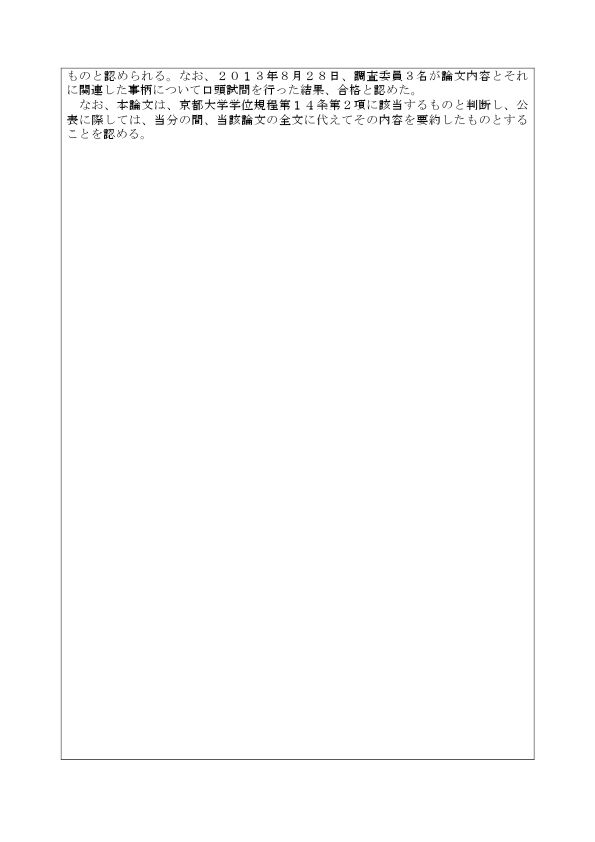 ものと認められる。なお、２０１３年８月２８日、調査委員３名が論文内容とそれ
に関連した事柄について口頭試問を行った結果、合格と認めた。
　なお、本論文は、京都大学学位規程第１４条第２項に該当するものと判断し、公
表に際しては、当分の間、当該論文の全文に代えてその内容を要約したものとする
ことを認める。